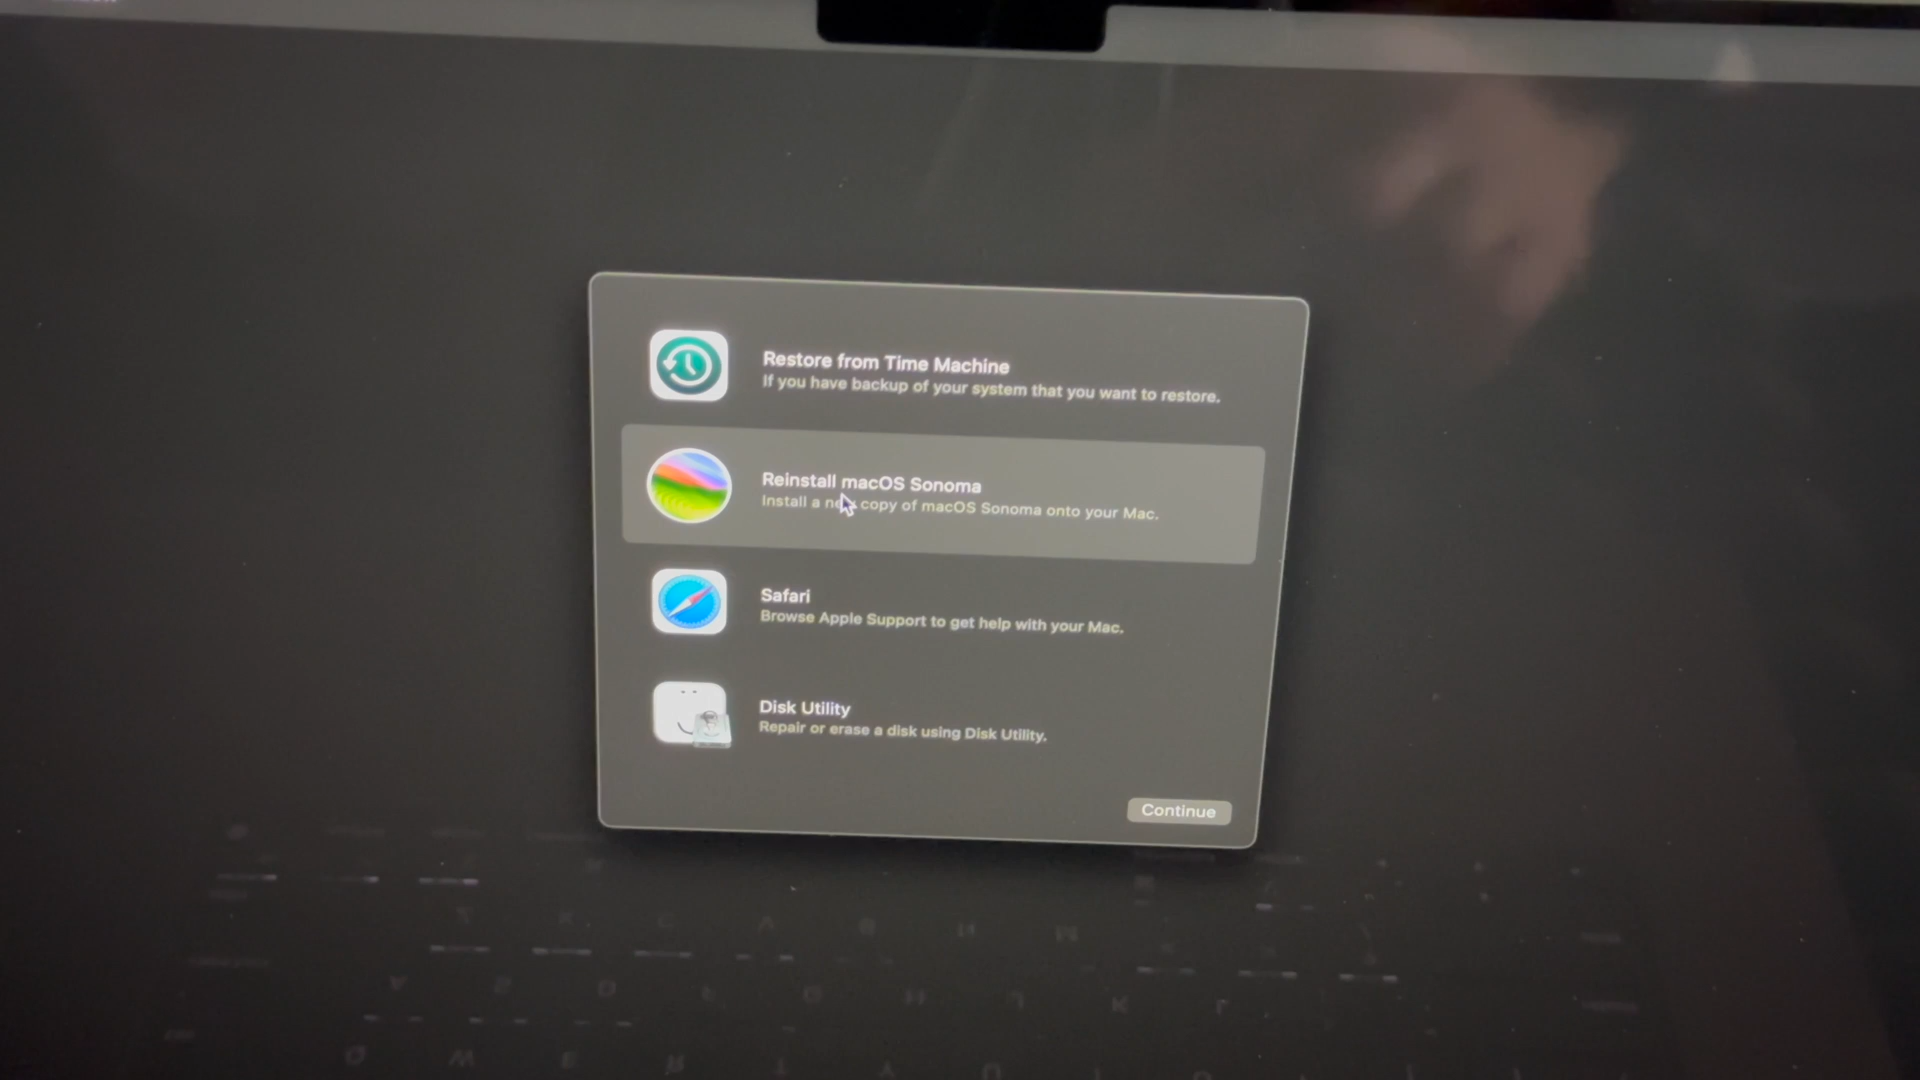 Restore from Time Machine
If you have backup of your system that you want to restore.
Reinstall macOS Sonoma
Install a new copy of macOS Sonoma onto your Mac.
Safari
Browse Apple Support to get help with your Mac.
Disk Utility
Repair or erase a disk using Disk Utility.
Continue